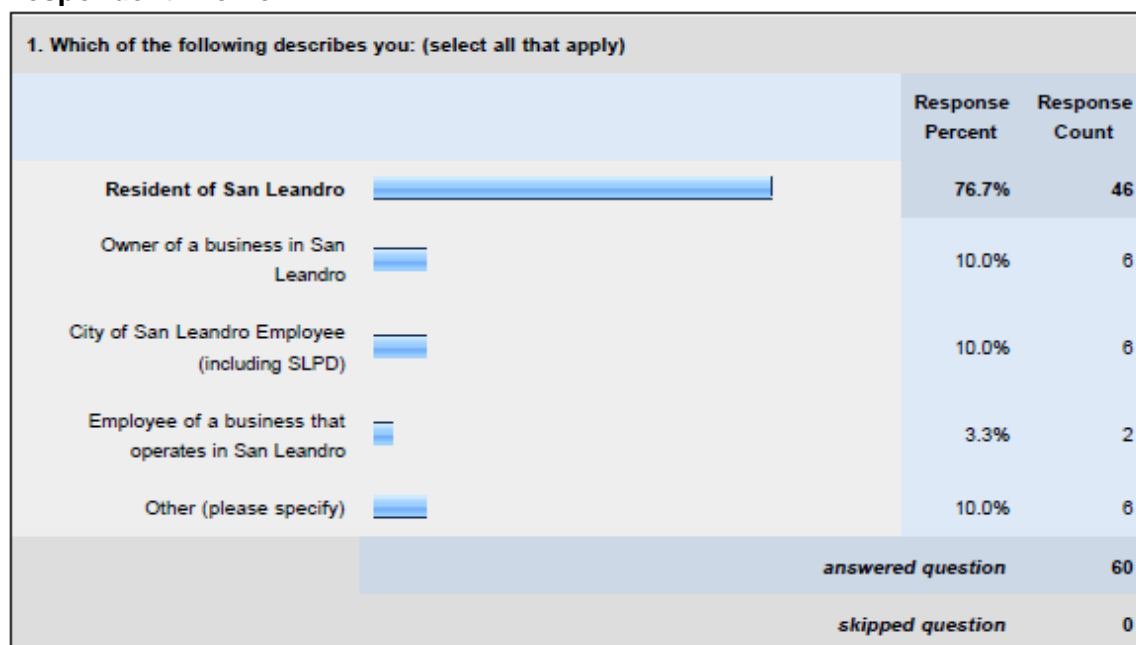 1. Which of the following describes you: (select all that apply)
Response Percent
Response Count
Resident of San Leandro 76.7% 46
Owner of a business in San
Leandro 10.0% 6
City of San Leandro Employee
(including SLPD) 10.0% 6
Employee of a business that
operates in San Leandro 3.3% 2
Other (please specify) 10.0% 6
answered question 60
skipped question 0